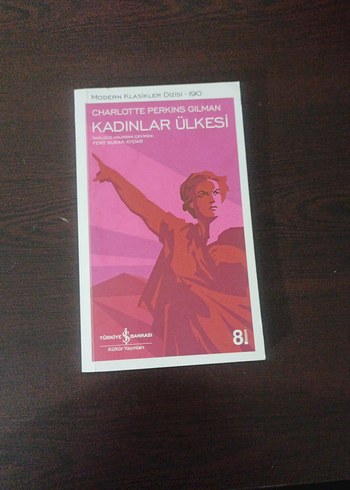 MODERN KLASİKLER DİZİSİ - 190
CHARLOTTE PERKINS GILMAN
KADINLAR ÜLKESİ
İNGİLİZCE ASLINDAN ÇEVİREN:
FERİT BURAK AYDAR
TÜRKİYE İŞ BANKASI
Kültür Yayınları
8